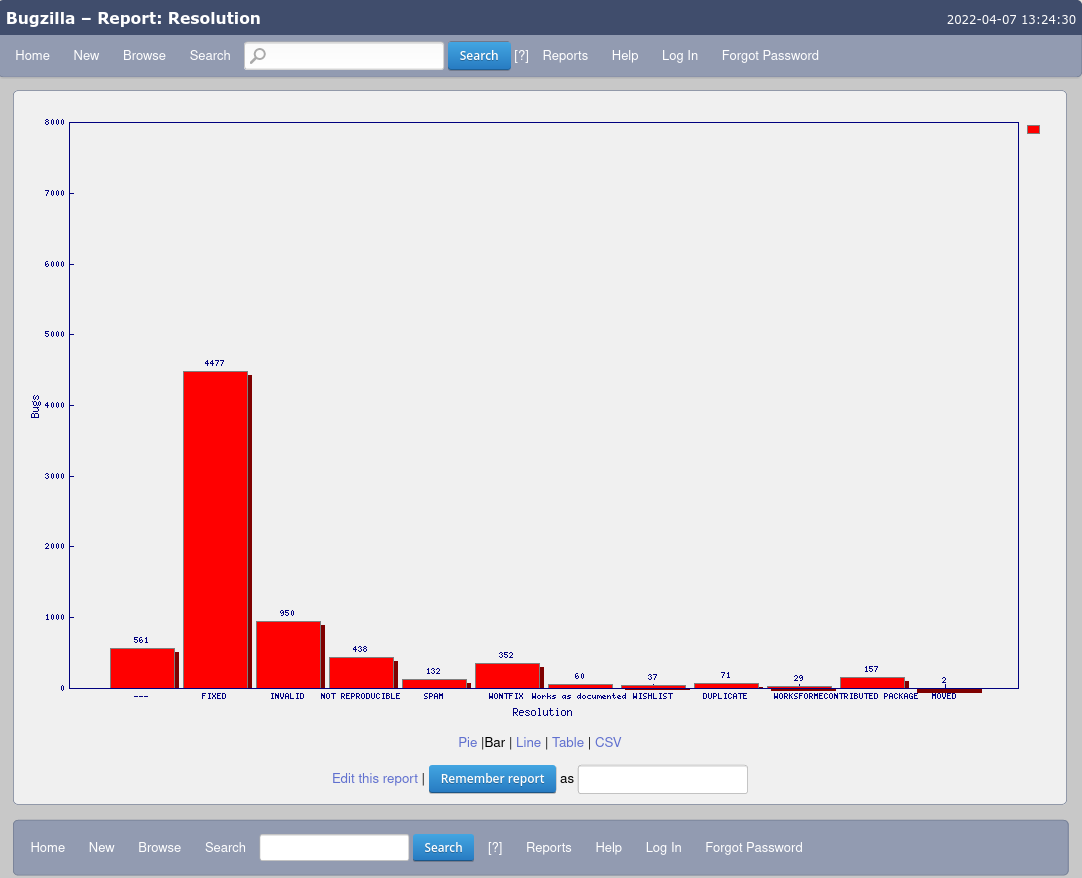 Bugzilla – Report: Resolution 2022-04-07 13:24:30
Home New Browse Search Search [?] Reports Help Log In Forgot Password
8000
7000
6000
5000
4477
Bugs 4000
3000
2000
1000
561 950 438 132 352 60 37 71 29 157 2
0
--- FIXED INVALID NOT REPRODUCIBLE SPAM WONTFIX Works as documented WISHLIST DUPLICATE WORKSFORME CONTRIBUTED PACKAGE MOVED
Resolution
Pie |Bar | Line | Table | CSV
Edit this report | Remember report as
Home New Browse Search Search [?] Reports Help Log In Forgot Password